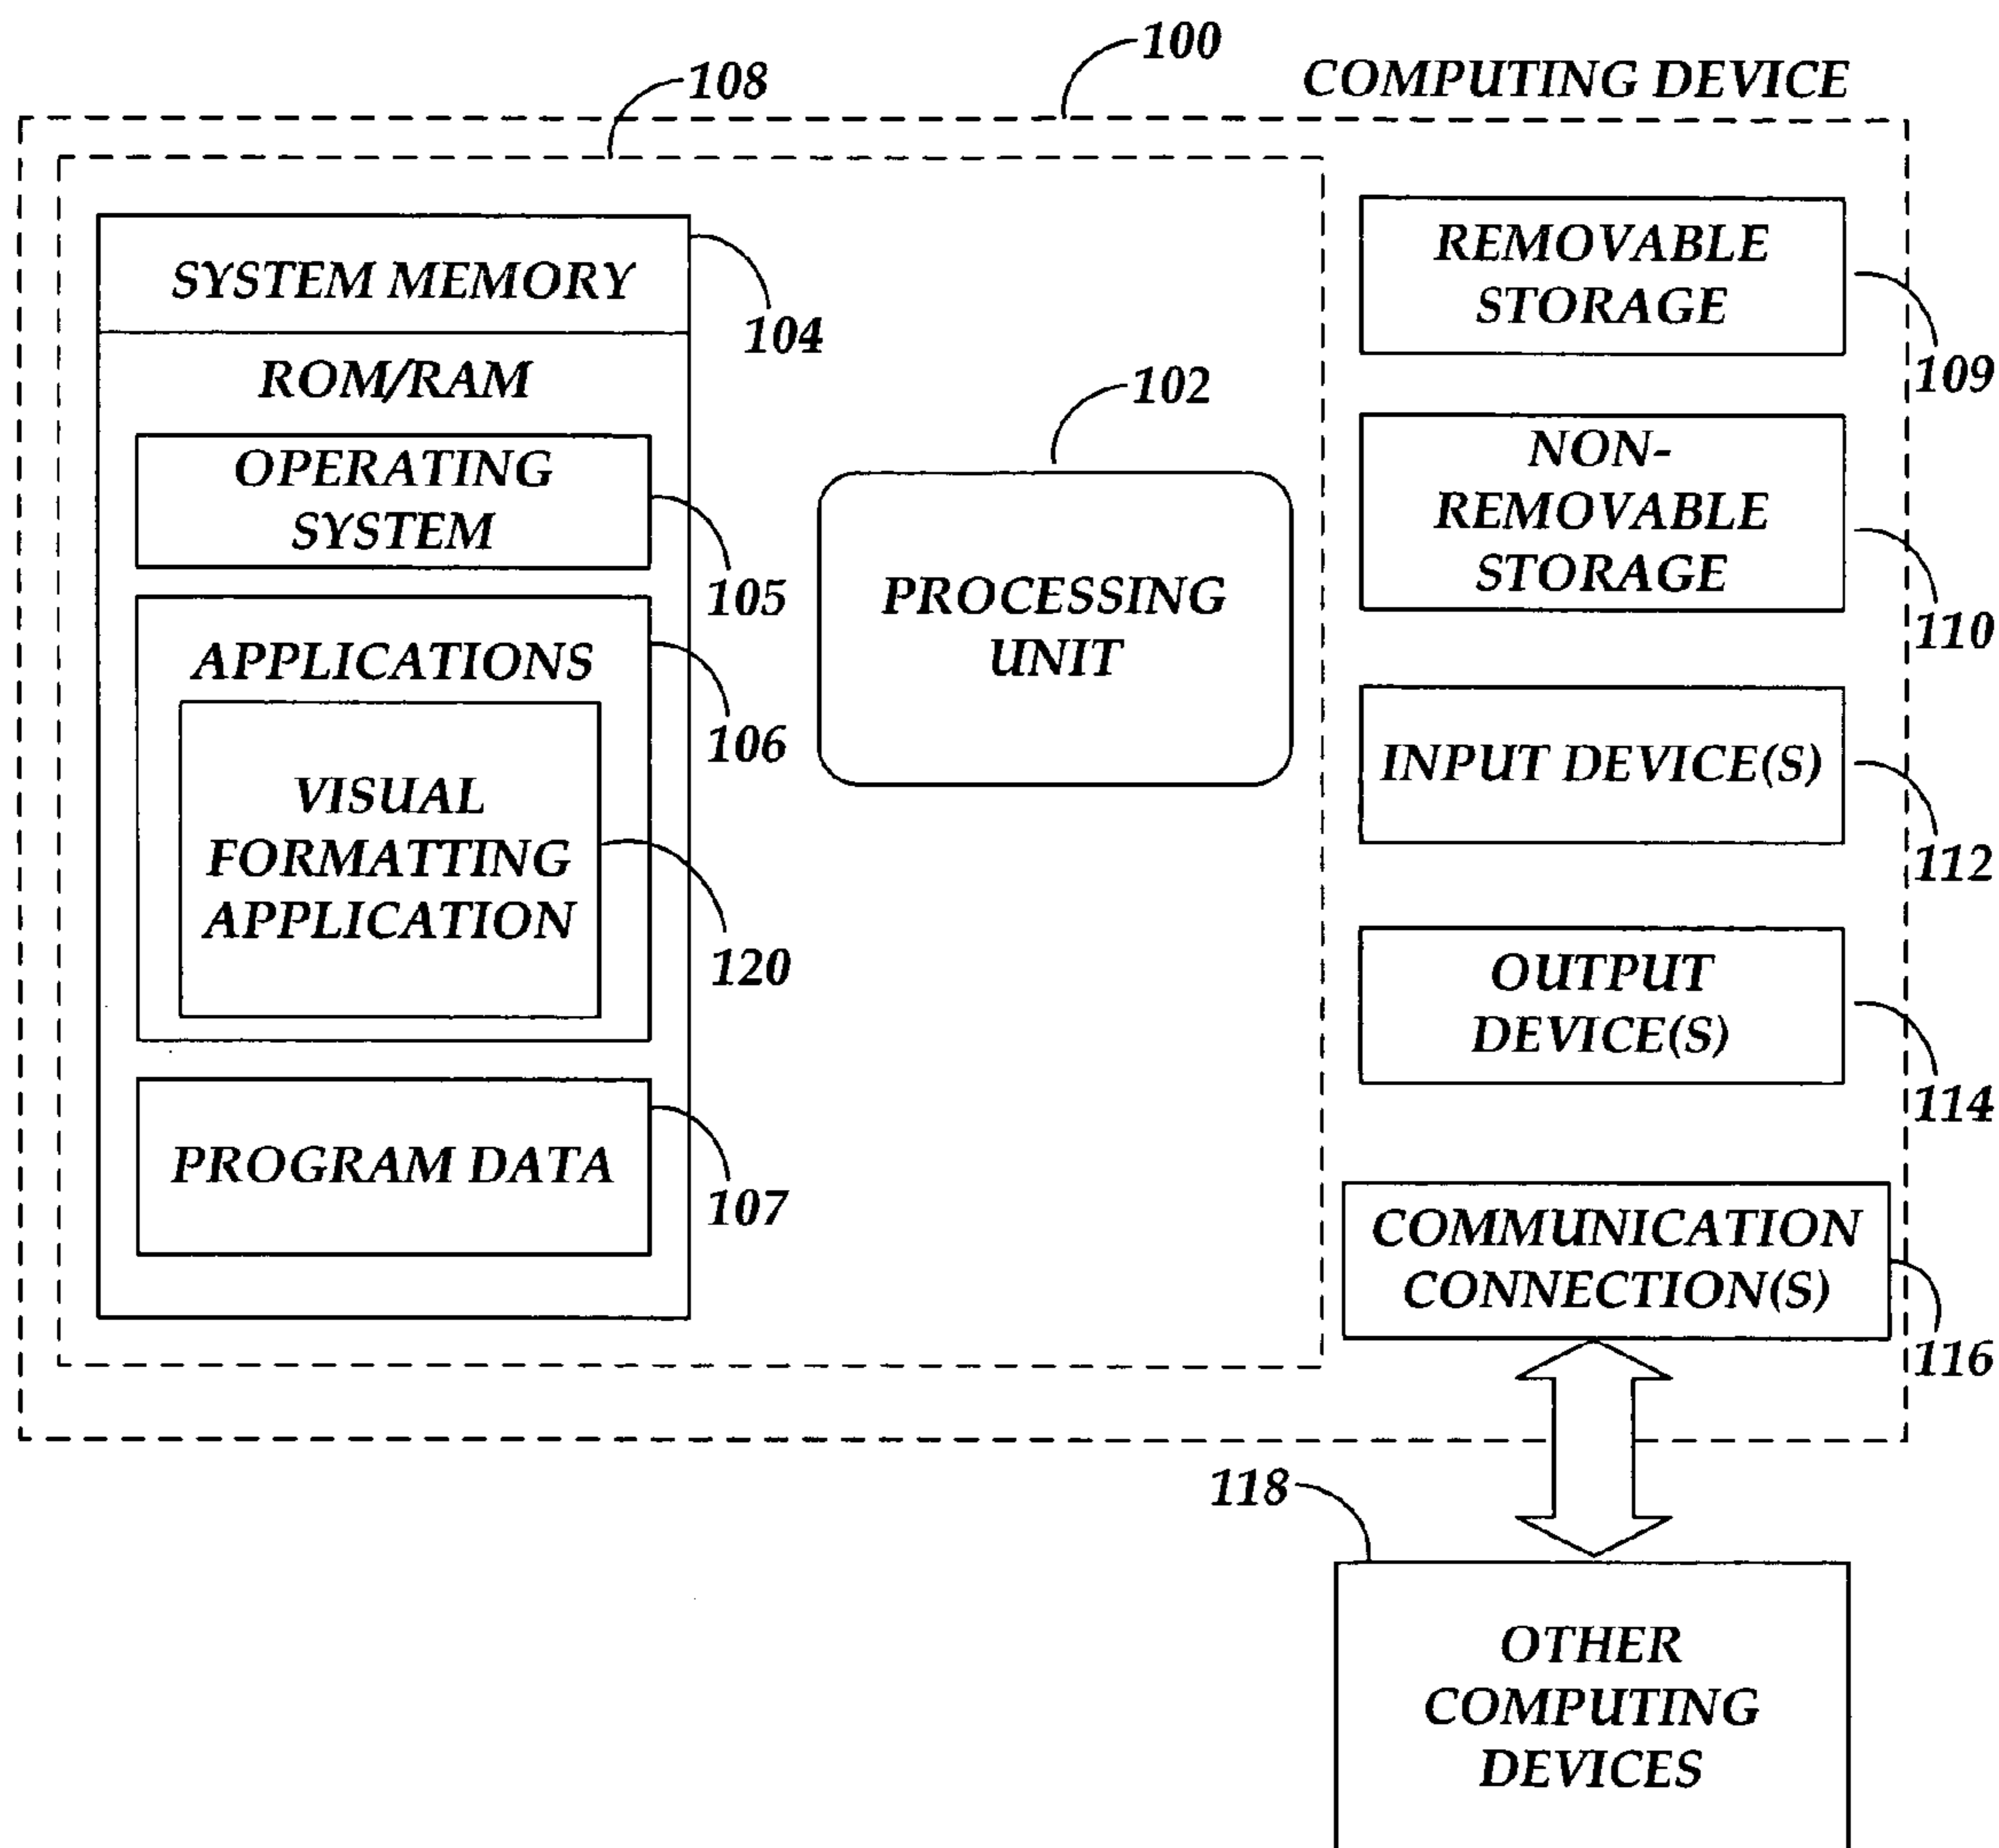 100
COMPUTING DEVICE
108
SYSTEM MEMORY
104
ROM/RAM
OPERATING
SYSTEM
105
APPLICATIONS
106
VISUAL
FORMATTING
APPLICATION
120
PROGRAM DATA
107
102
PROCESSING
UNIT
REMOVABLE
STORAGE
109
NON-
REMOVABLE
STORAGE
110
INPUT DEVICE(S)
112
OUTPUT
DEVICE(S)
114
COMMUNICATION
CONNECTION(S)
116
118
OTHER
COMPUTING
DEVICES